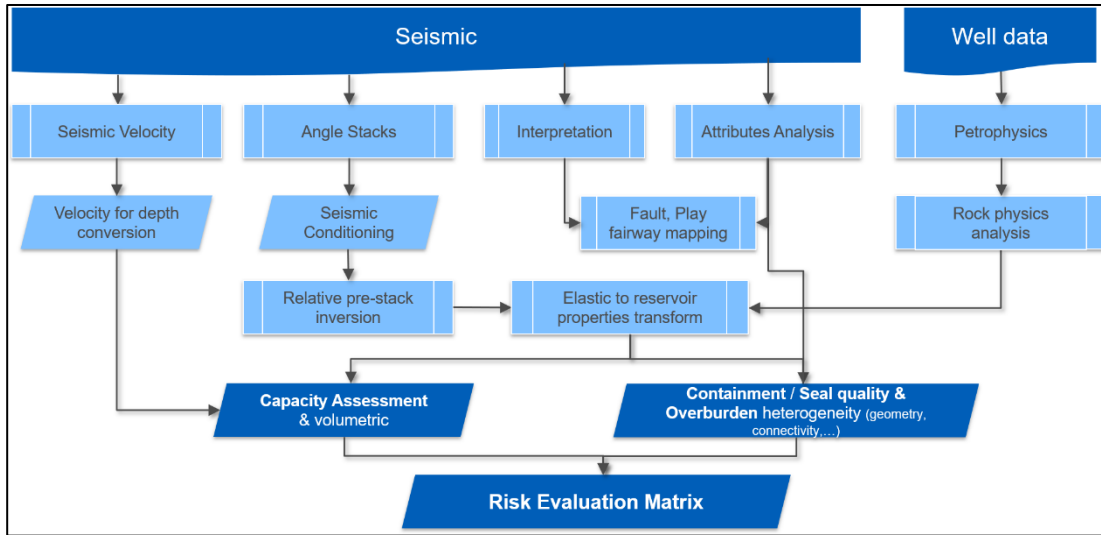 Seismic
Well data
Seismic Velocity
Angle Stacks
Interpretation
Attributes Analysis
Petrophysics
Velocity for depth
conversion
Seismic
Conditioning
Fault, Play
fairway mapping
Rock physics
analysis
Relative pre-stack
inversion
Elastic to reservoir
properties transform
Capacity Assessment
& volumetric
Containment / Seal quality &
Overburden heterogeneity (geometry,
connectivity,...)
Risk Evaluation Matrix